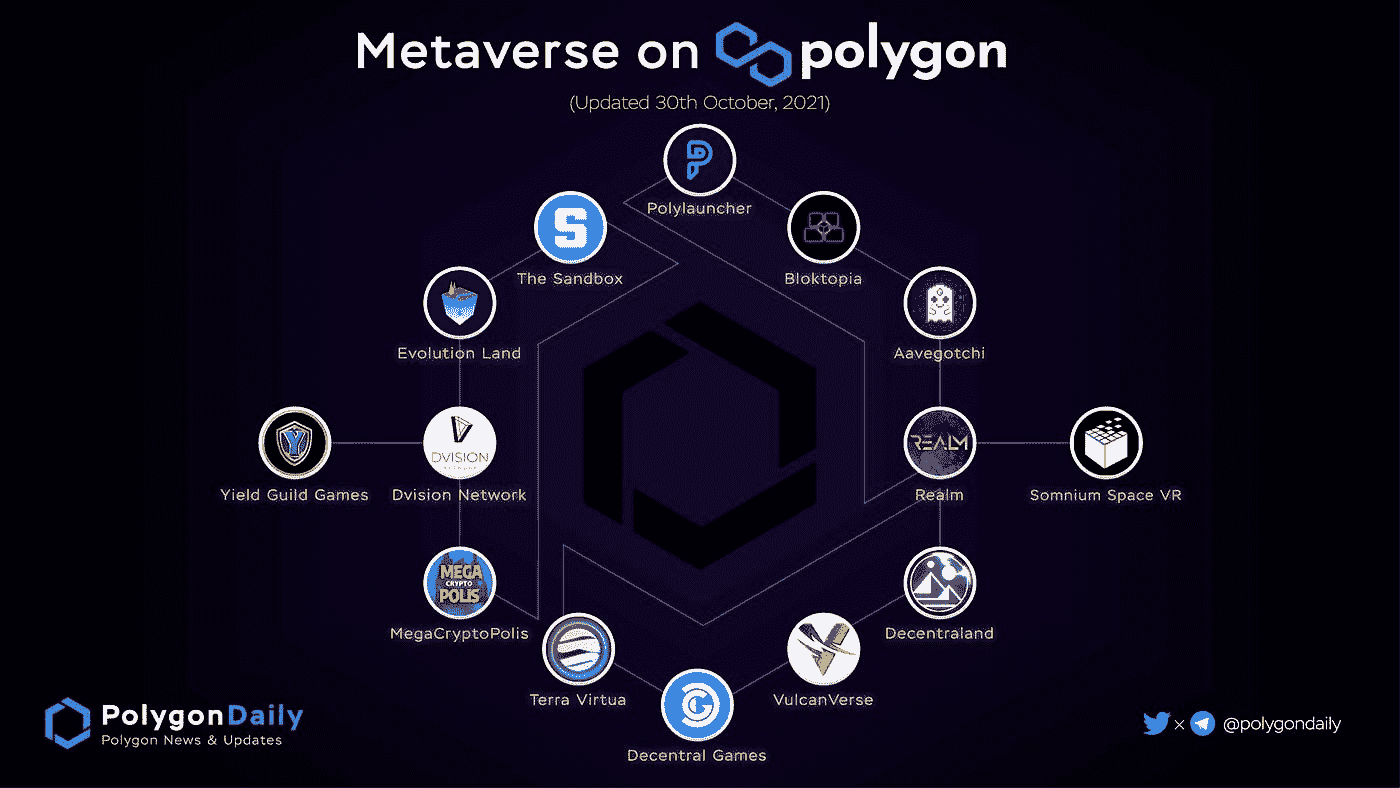 Metaverse on polygon
(Updated 30th October, 2021)
Polylauncher
The Sandbox
Bloktopia
Evolution Land
Aavegotchi
DVISION
REALM
Yield Guild Games
Dvision Network
Realm
Somnium Space VR
MEGA
CRYPTO
POLIS
MegaCryptoPolis
Decentraland
Terra Virtua
VulcanVerse
Decentral Games
PolygonDaily
Polygon News & Updates
x @polygondaily